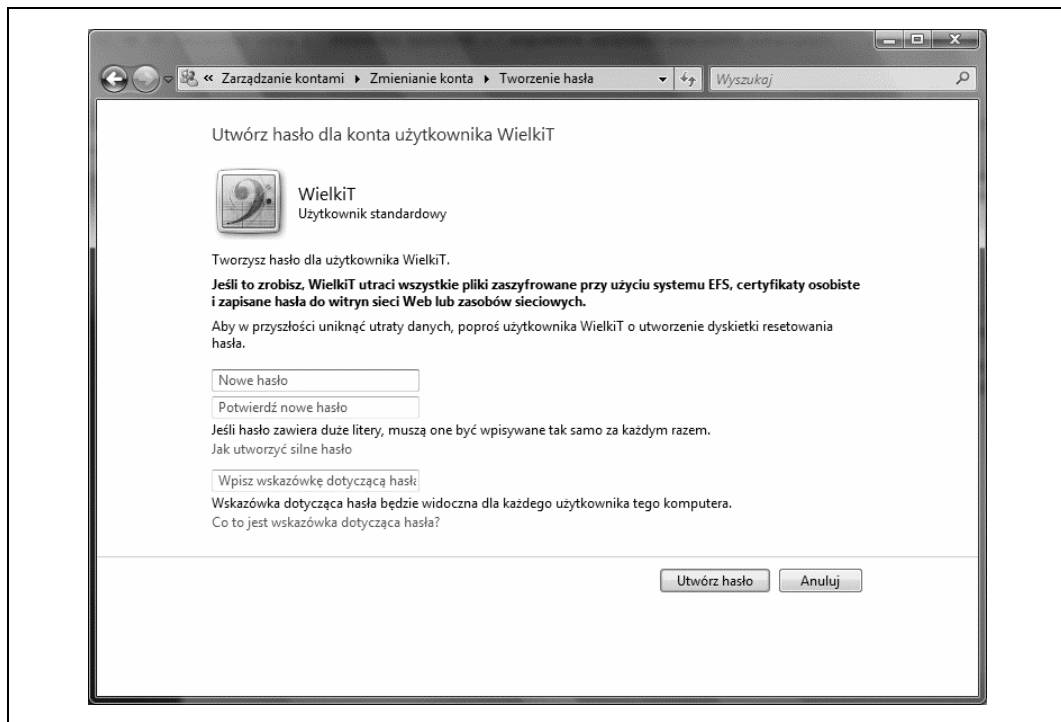 « Zarządzanie kontami ▸ Zmienianie konta ▸ Tworzenie hasła
Wyszukaj
Utwórz hasło dla konta użytkownika WielkiT
WielkiT
Użytkownik standardowy
Tworzysz hasło dla użytkownika WielkiT.
Jeśli to zrobisz, WielkiT utraci wszystkie pliki zaszyfrowane przy użyciu systemu EFS, certyfikaty osobiste
i zapisane hasła do witryn sieci Web lub zasobów sieciowych.
Aby w przyszłości uniknąć utraty danych, poproś użytkownika WielkiT o utworzenie dyskietki resetowania
hasła.
Nowe hasło
Potwierdź nowe hasło
Jeśli hasło zawiera duże litery, muszą one być wpisywane tak samo za każdym razem.
Jak utworzyć silne hasło
Wpisz wskazówkę dotyczącą hasła
Wskazówka dotycząca hasła będzie widoczna dla każdego użytkownika tego komputera.
Co to jest wskazówka dotycząca hasła?
Utwórz hasło
Anuluj